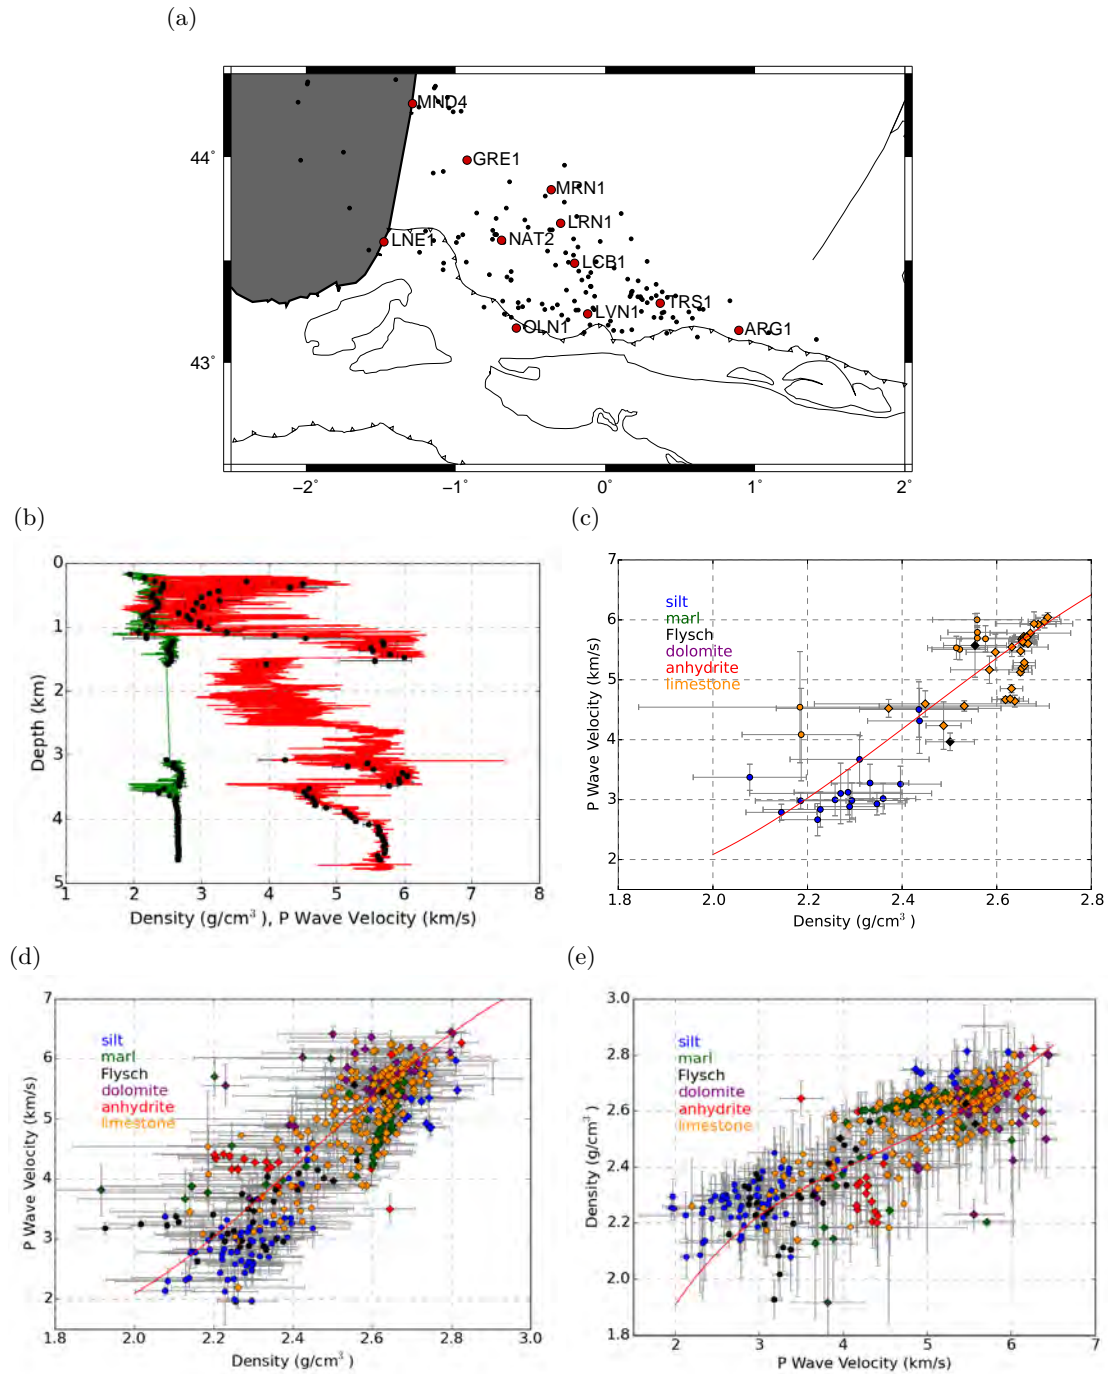 (a)
MND4
44°
GRE1
MRN1
LRN1
LNE1
NAT2
LCB1
TRS1
LVN1
OLN1
ARG1
43°
−2° −1° 0° 1° 2°
(b)
0
1
2
3
4
5
Depth (km)
1 2 3 4 5 6 7 8
Density (g/cm³), P Wave Velocity (km/s)
(c)
7
6
5
4
3
2
P Wave Velocity (km/s)
silt
marl
Flysch
dolomite
anhydrite
limestone
1.8 2.0 2.2 2.4 2.6 2.8
Density (g/cm³)
(d)
7
6
5
4
3
2
P Wave Velocity (km/s)
silt
marl
Flysch
dolomite
anhydrite
limestone
1.8 2.0 2.2 2.4 2.6 2.8 3.0
Density (g/cm³)
(e)
3.0
2.8
2.6
2.4
2.2
2.0
1.8
Density (g/cm³)
silt
marl
Flysch
dolomite
anhydrite
limestone
2 3 4 5 6 7
P Wave Velocity (km/s)